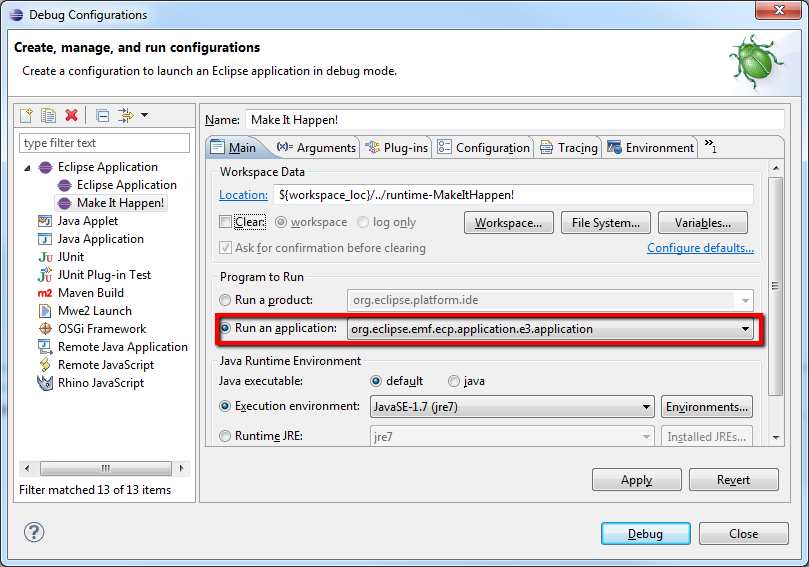 Debug Configurations
Create, manage, and run configurations
Create a configuration to launch an Eclipse application in debug mode.
type filter text
Eclipse Application
Eclipse Application
Make It Happen!
Java Applet
Java Application
JUnit
JUnit Plug-in Test
Maven Build
Mwe2 Launch
OSGi Framework
Remote Java Application
Remote JavaScript
Rhino JavaScript
Filter matched 13 of 13 items
Name: Make It Happen!
Main (x)= Arguments Plug-ins Configuration Tracing Environment »1
Workspace Data
Location: ${workspace_loc}/../runtime-MakeItHappen!
Clear: workspace log only Workspace... File System... Variables...
Ask for confirmation before clearing Configure defaults...
Program to Run
Run a product: org.eclipse.platform.ide
Run an application: org.eclipse.emf.ecp.application.e3.application
Java Runtime Environment
Java executable: default java
Execution environment: JavaSE-1.7 (jre7) Environments...
Runtime JRE: jre7 Installed JREs...
Apply Revert
? Debug Close